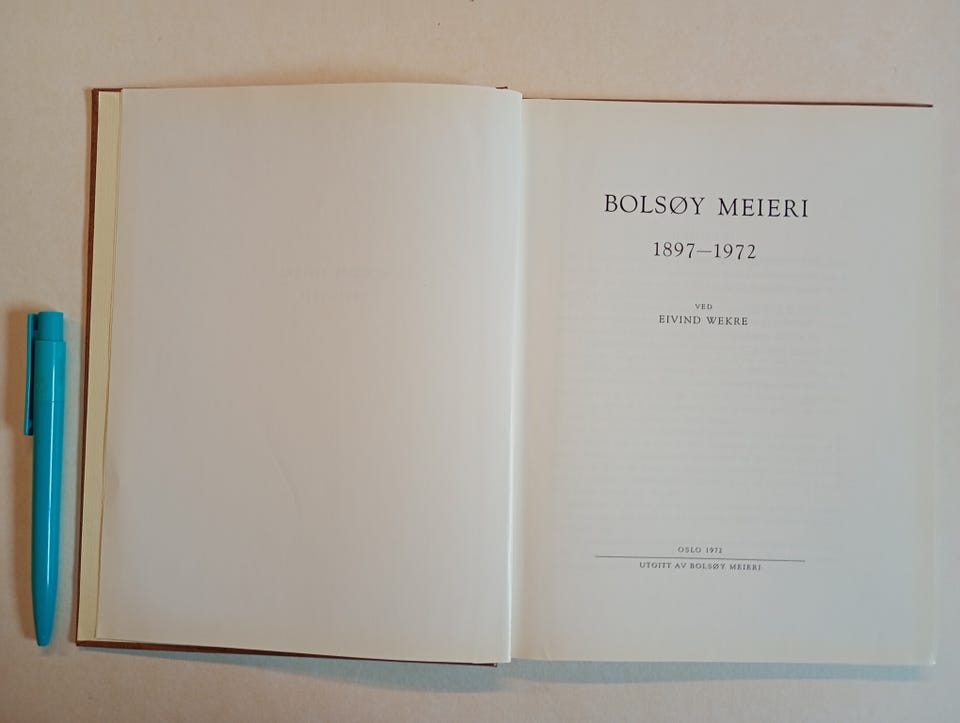 BOLSØY MEIERI
1897—1972
VED
EIVIND WEKRE
OSLO 1972
UTGITT AV BOLSØY MEIERI